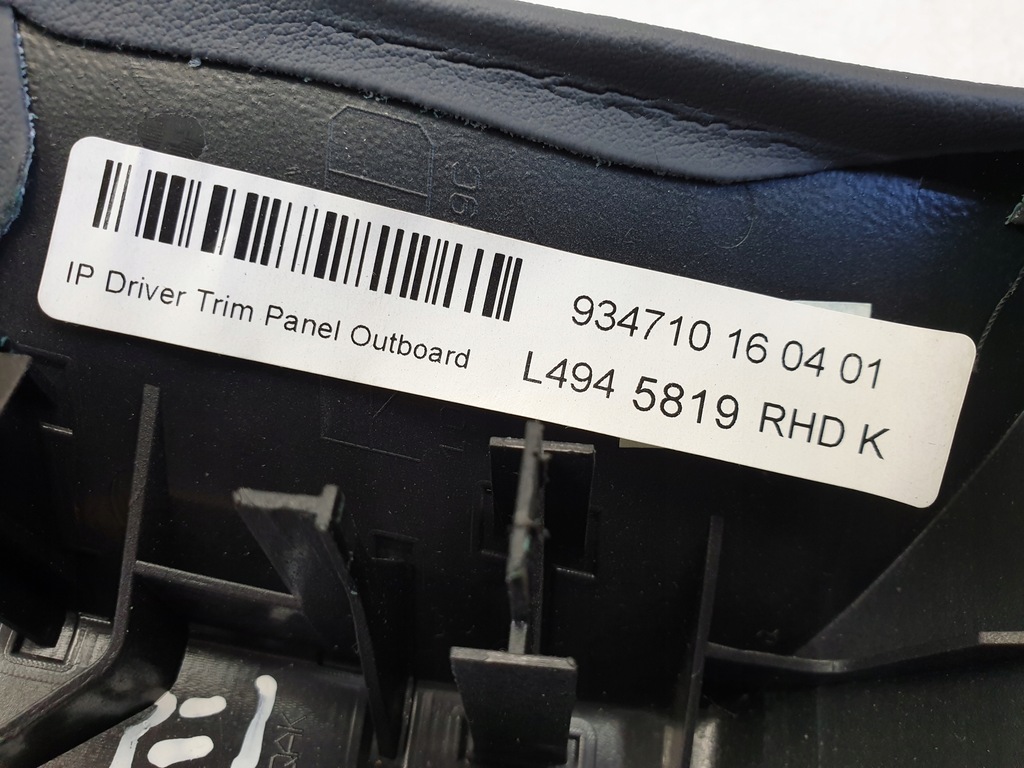 934710 16 04 01
IP Driver Trim Panel Outboard
L494 5819 RHD K